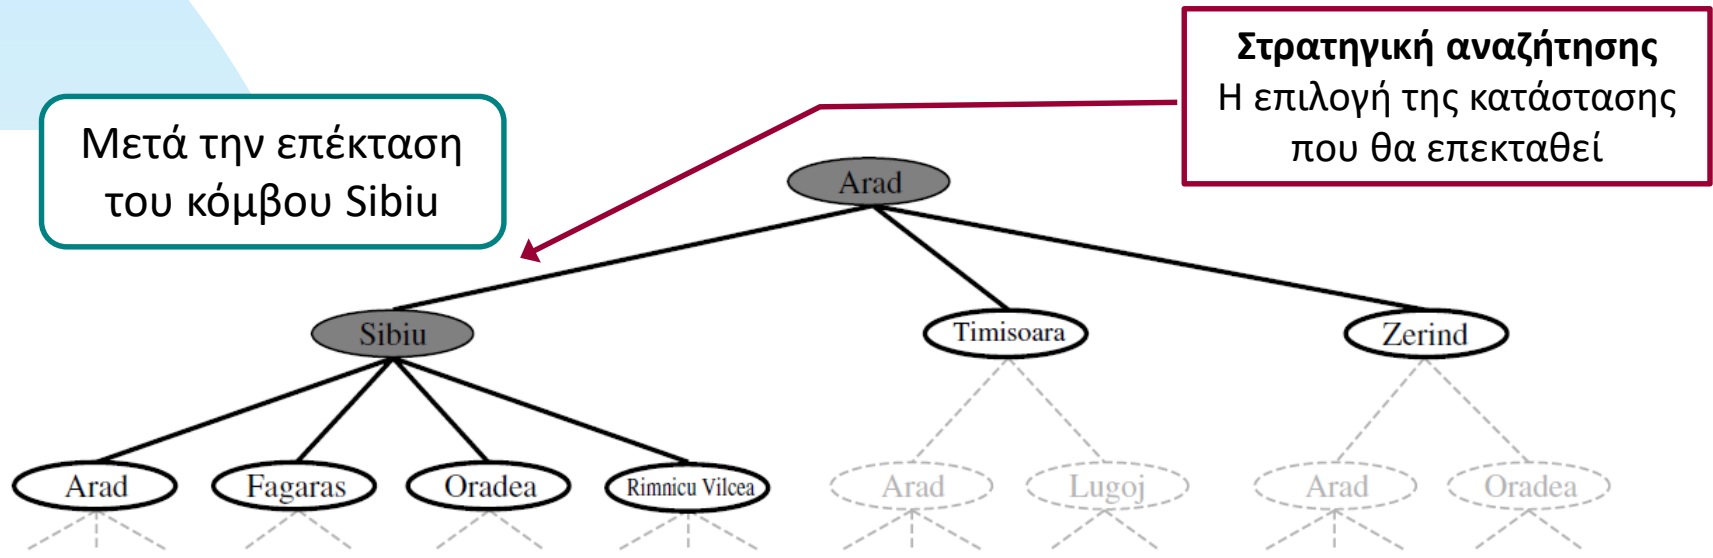 Στρατηγική αναζήτησης
Η επιλογή της κατάστασης
που θα επεκταθεί
Μετά την επέκταση
του κόμβου Sibiu
Arad
Sibiu
Timisoara
Zerind
Arad
Fagaras
Oradea
Rimnicu Vilcea
Arad
Lugoj
Arad
Oradea